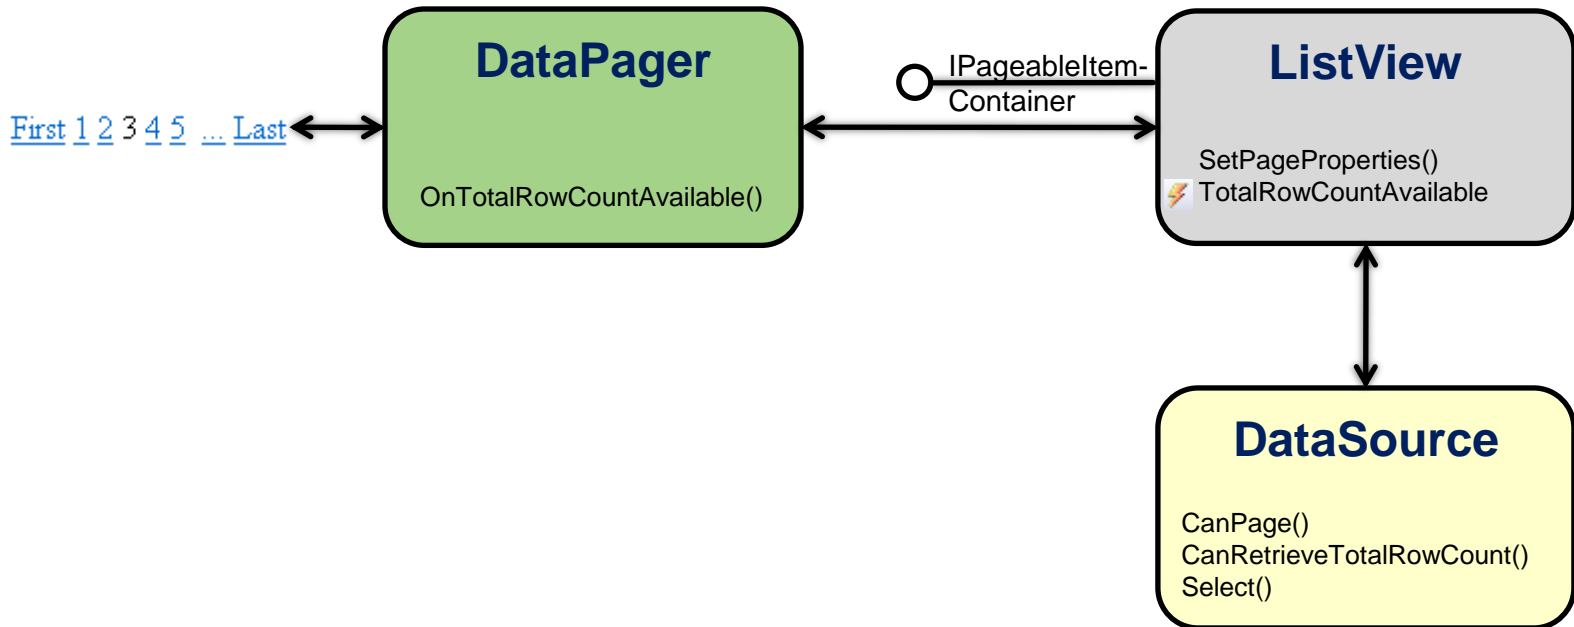 DataPager
OnTotalRowCountAvailable()
First 1 2 3 4 5 ... Last
IPageableItem-
Container
ListView
SetPageProperties()
TotalRowCountAvailable
DataSource
CanPage()
CanRetrieveTotalRowCount()
Select()